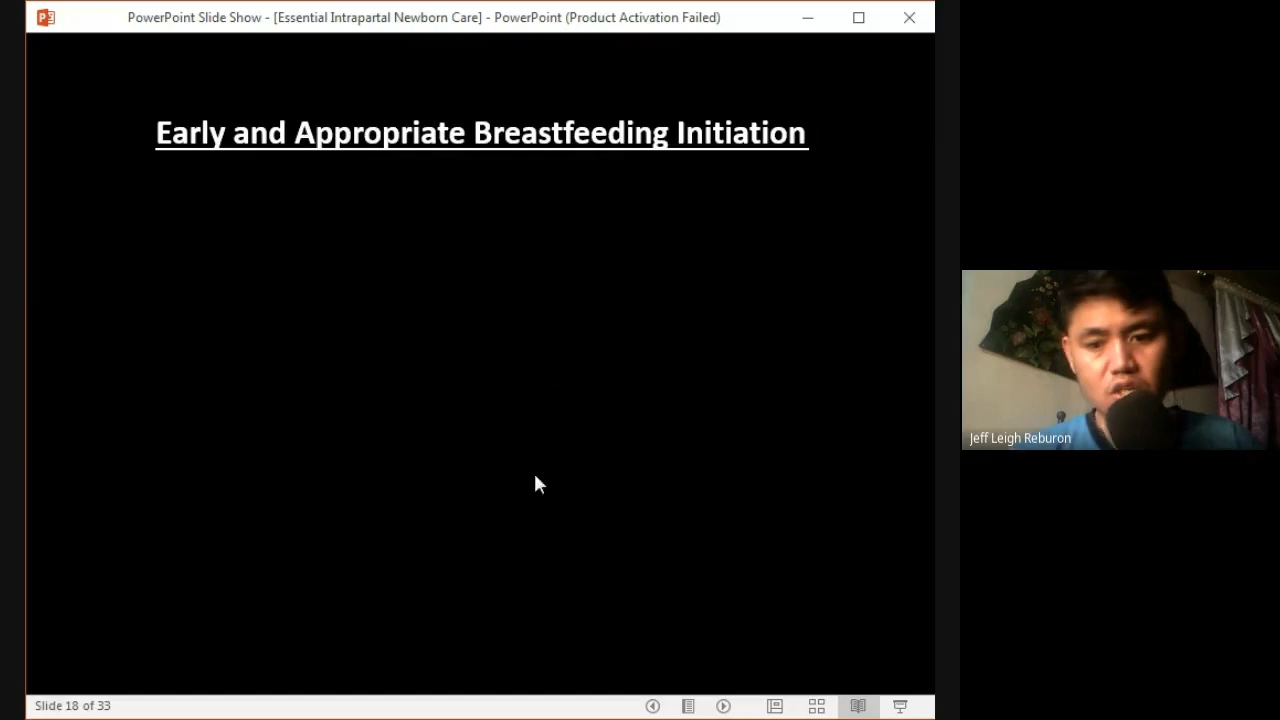 PowerPoint Slide Show - [Essential Intrapartal Newborn Care] - PowerPoint (Product Activation Failed)
Early and Appropriate Breastfeeding Initiation
Jeff Leigh Reburon
Slide 18 of 33